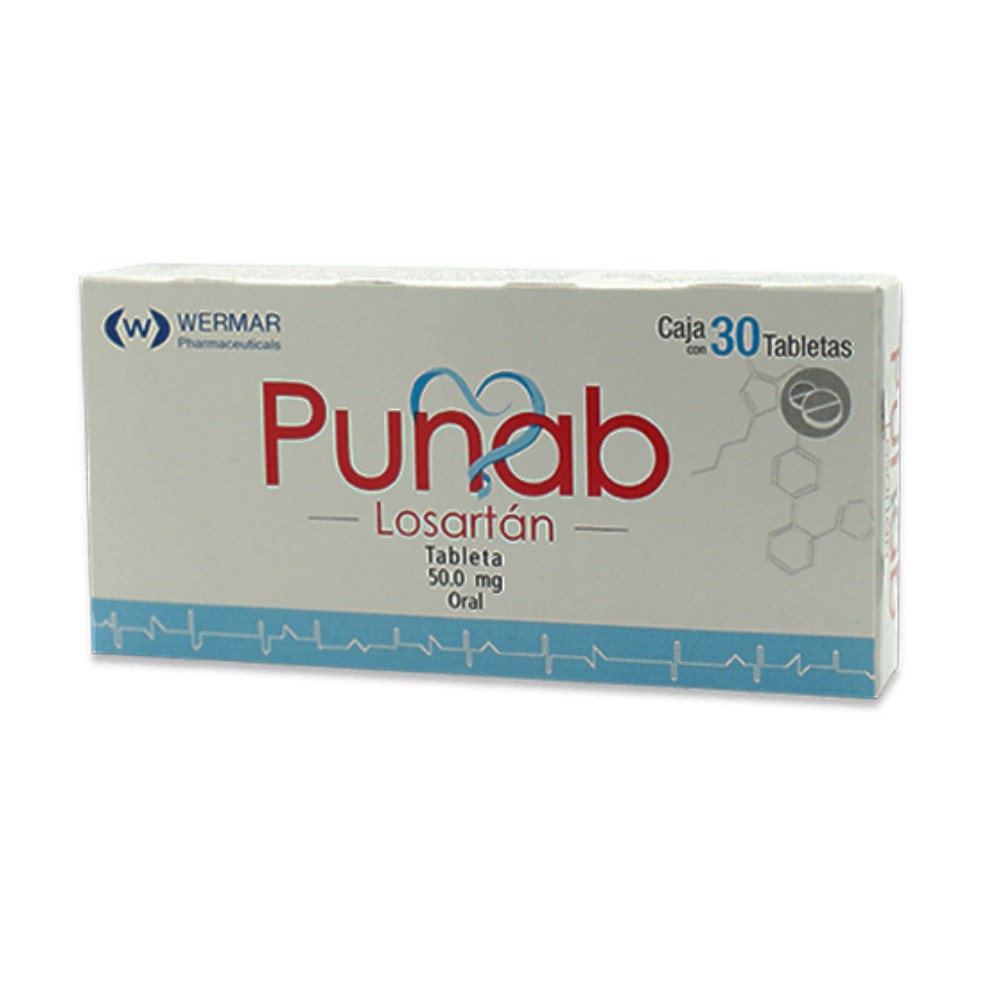 WERMAR
Pharmaceuticals
Caja con 30 Tabletas
Punab
Losartán
Tableta
50.0 mg
Oral